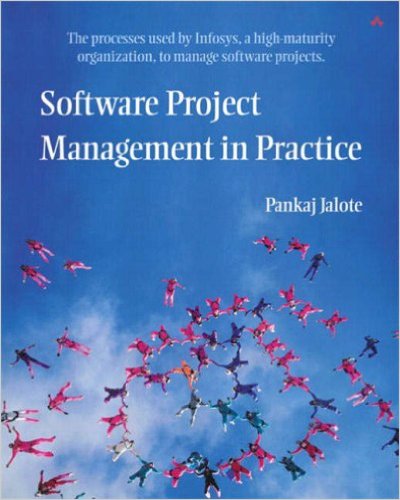 The processes used by Infosys, a high-maturity
organization, to manage software projects.
Software Project
Management in Practice
Pankaj Jalote